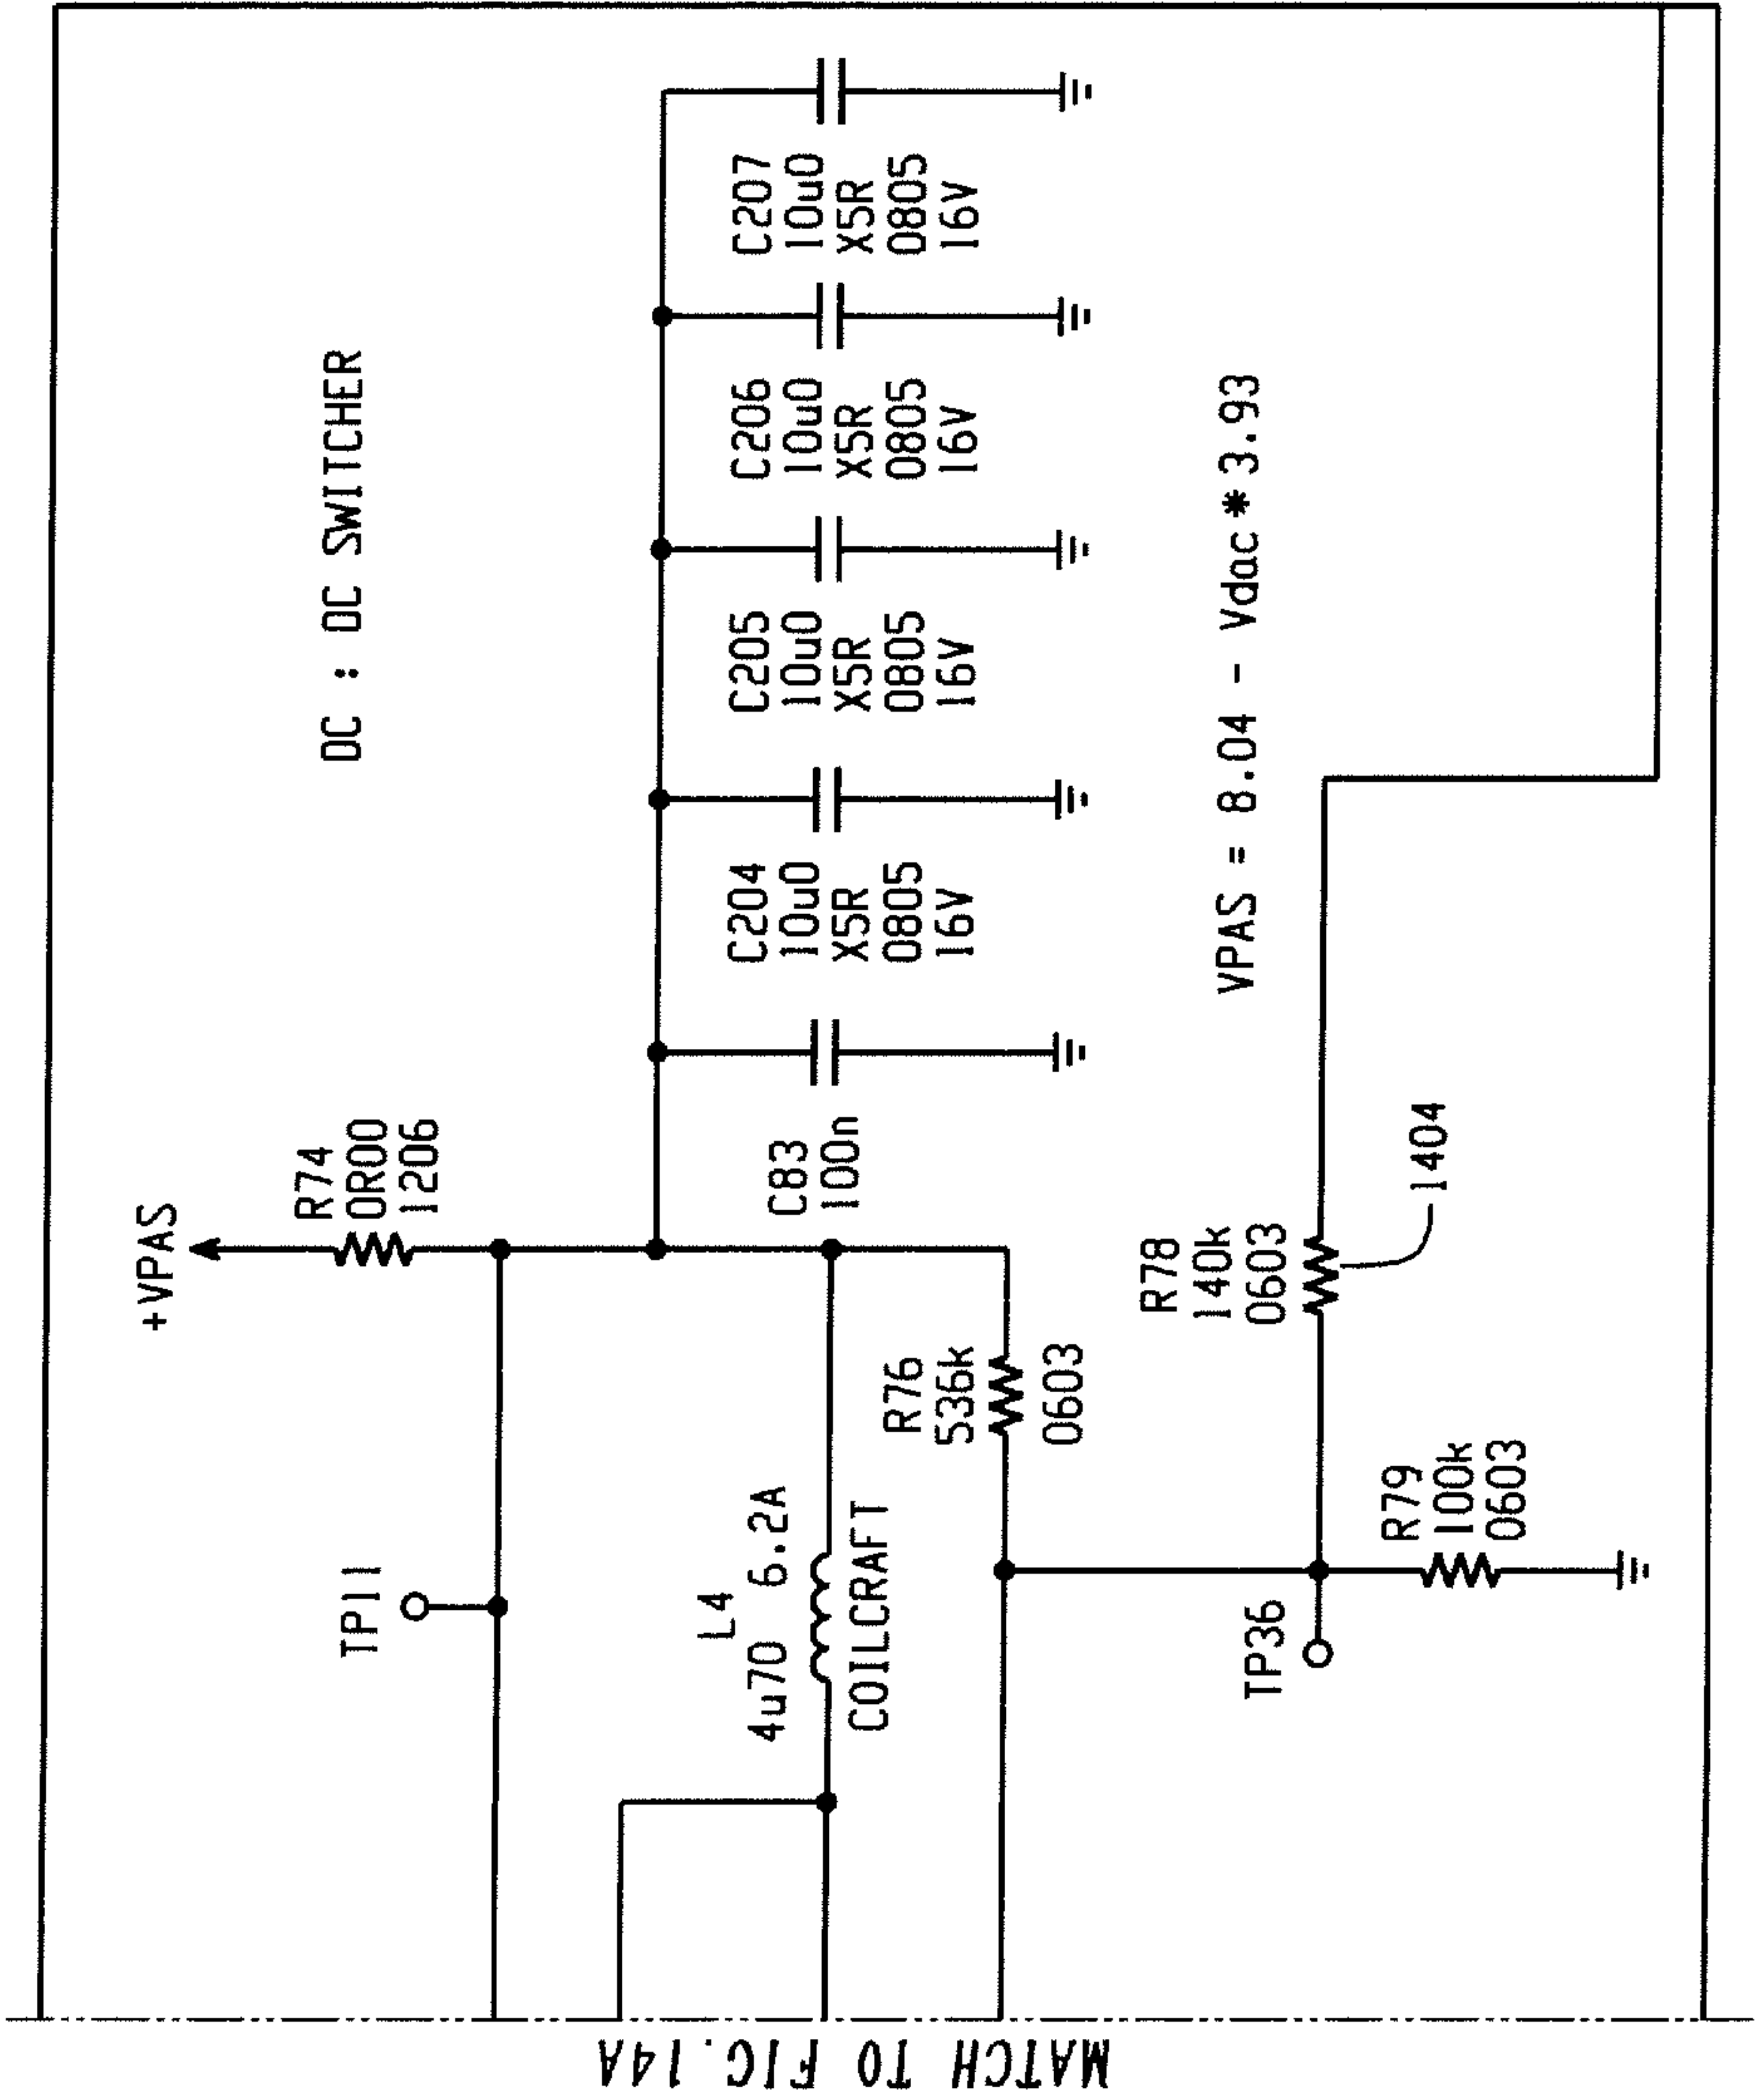 +VPAS
R74
0R00
1206
DC : DC SWITCHER
TP11
L4
4u70 6.2A
COILCRAFT
C83
100n
C204
10u0
X5R
0805
16V
C205
10u0
X5R
0805
16V
C206
10u0
X5R
0805
16V
C207
10u0
X5R
0805
16V
R76
536k
0603
R78
140k
0603
1404
VPAS = 8.04 - Vdac * 3.93
TP36
R79
100k
0603
MATCH TO FIG.14A